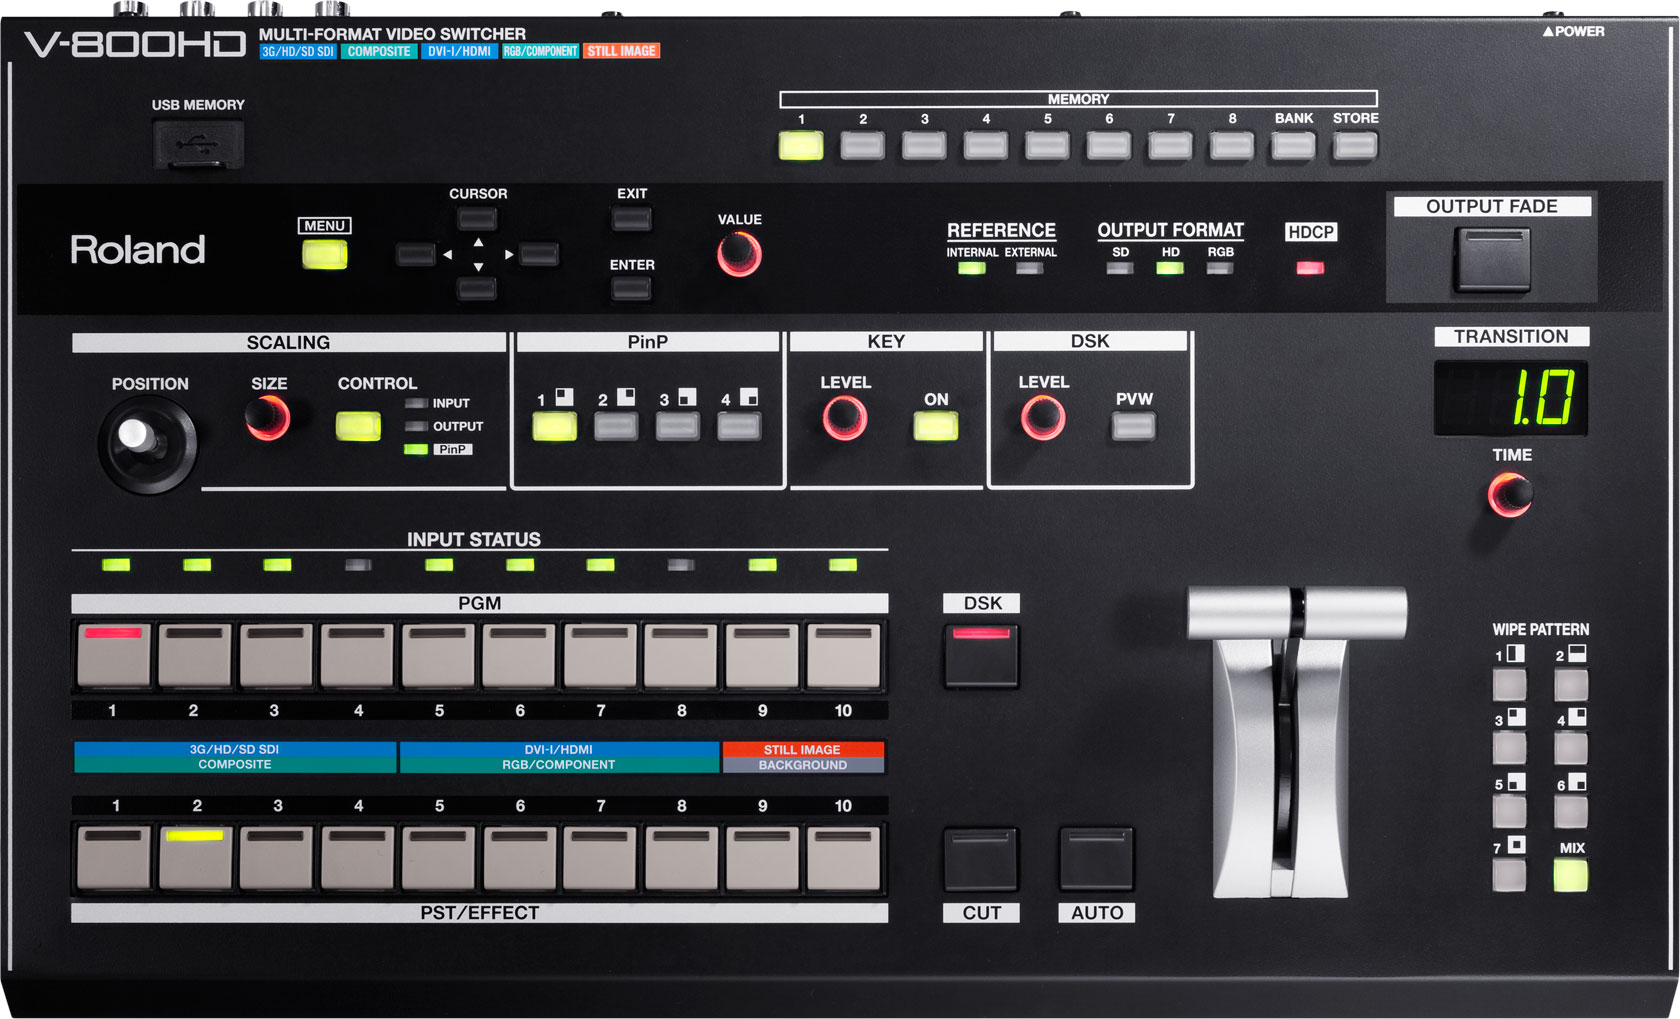 V-800HD MULTI-FORMAT VIDEO SWITCHER
3G/HD/SD SDI COMPOSITE DVI-I/HDMI RGB/COMPONENT STILL IMAGE
▲POWER
USB MEMORY
MEMORY
1 2 3 4 5 6 7 8 BANK STORE
Roland
MENU
CURSOR
EXIT
ENTER
VALUE
REFERENCE
INTERNAL EXTERNAL
OUTPUT FORMAT
SD HD RGB
HDCP
OUTPUT FADE
SCALING
POSITION SIZE CONTROL
INPUT
OUTPUT
PinP
PinP
1 2 3 4
KEY
LEVEL ON
DSK
LEVEL PVW
TRANSITION
1.0
TIME
INPUT STATUS
PGM
1 2 3 4 5 6 7 8 9 10
3G/HD/SD SDI DVI-I/HDMI STILL IMAGE
COMPOSITE RGB/COMPONENT BACKGROUND
1 2 3 4 5 6 7 8 9 10
PST/EFFECT
DSK
CUT AUTO
WIPE PATTERN
1 2
3 4
5 6
7 MIX